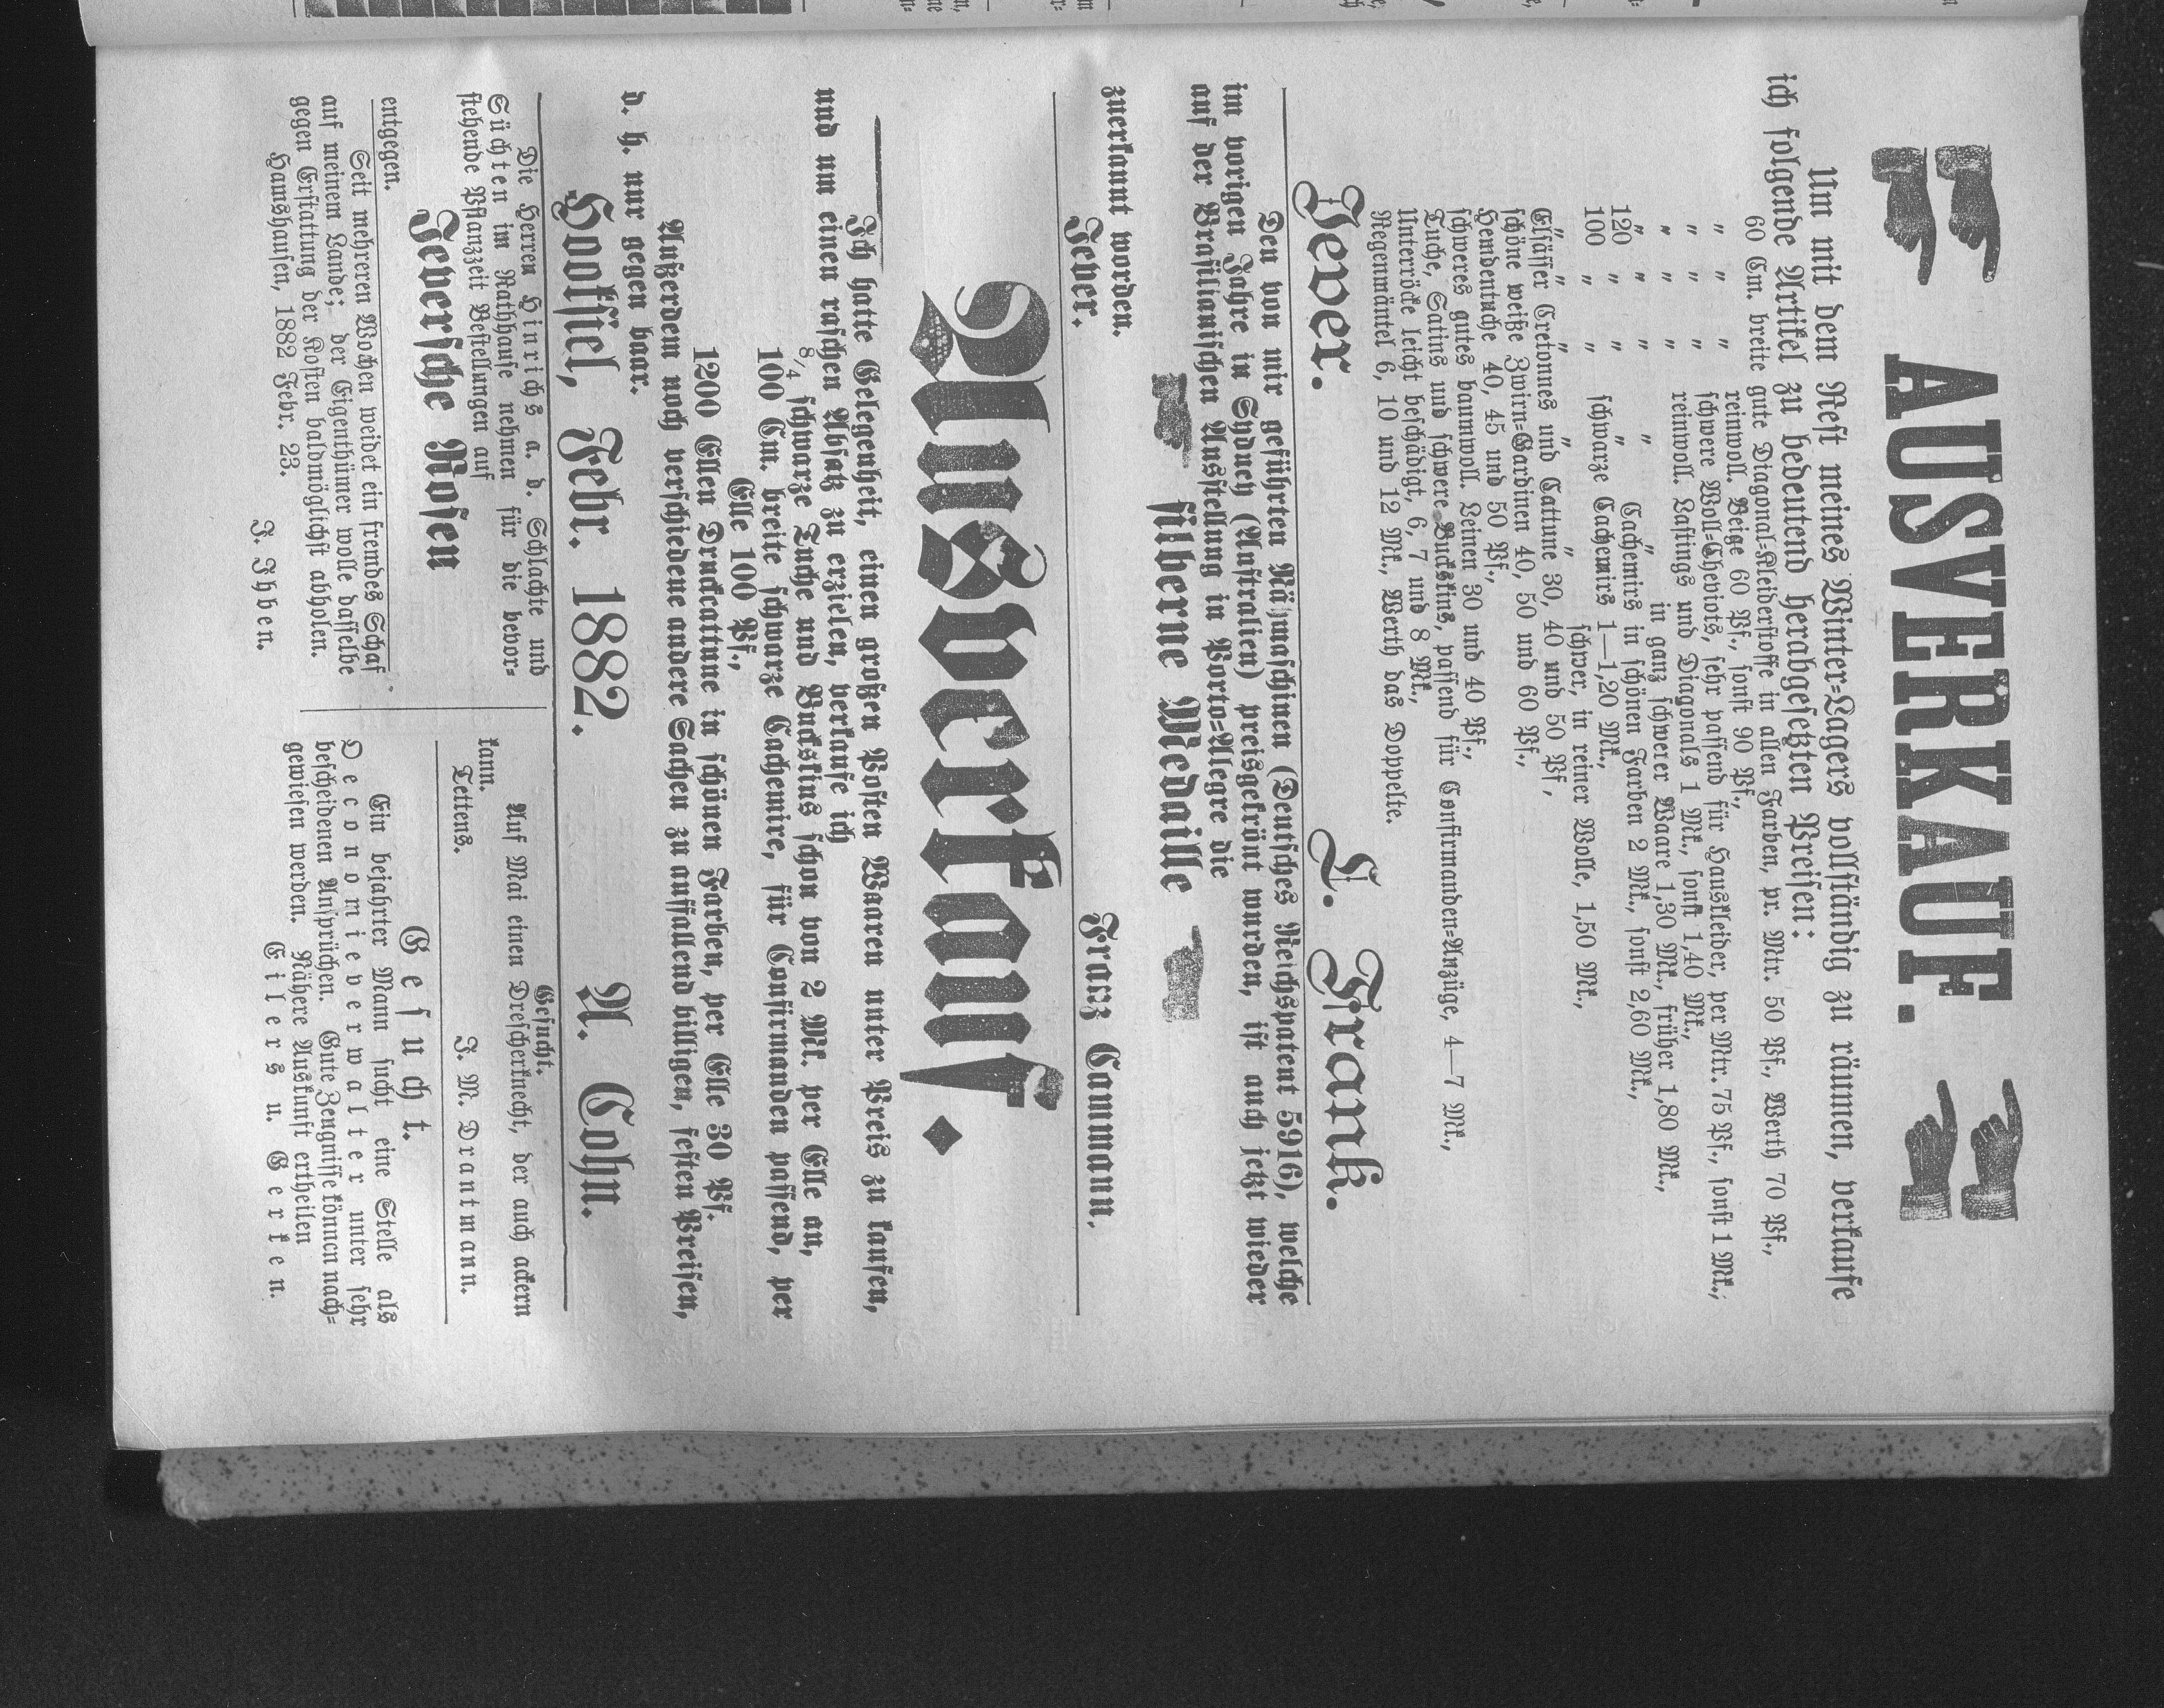 AUSVERKAUF.
Um mit dem Rest meines Winter-Lagers vollständig zu räumen, verkaufe
ich folgende Artikel zu bedeutend herabgesetzten Preisen:
60 Cm. breite gute Diagonal-Kleiderstoffe in allen Farben, pr. Mtr. 50 Pf., Werth 70 Pf.,
" " " reinwoll. Beige 60 Pf., sonst 90 Pf.,
" " " schwere Woll-Cheviots, sehr passend für Hauskleider, per Mtr. 75 Pf., sonst 1 Mk.,
" " " reinwoll. Lastings und Diagonals 1 Mk., sonst 1,40 Mk.,
" " " " in ganz schwerer Waare 1,30 Mk., früher 1,80 Mk.,
120 " " Cachemirs in schönen Farben 2 Mk., sonst 2,60 Mk.,
100 " " schwarze Cachemirs 1—1,20 Mk.,
" " " " " schwer, in reiner Wolle, 1,50 Mk.,
Elsässer Cretonnes und Cattune 30, 40 und 50 Pf.,
schöne weiße Zwirn-Gardinen 40, 50 und 60 Pf.,
Hemdentuche 40, 45 und 50 Pf.,
schweres gutes baumwoll. Leinen 30 und 40 Pf.,
Tuche, Satins und schwere Buckskins, passend für Confirmanden-Anzüge, 4—7 Mk.,
Unterröcke leicht beschädigt, 6, 7 und 8 Mk.,
Regenmäntel 6, 10 und 12 Mk., Werth das Doppelte.
Jever. L. Frank.
Den von mir geführten Nähmaschinen (Deutsches Reichspatent 5916), welche
im vorigen Jahre in Sydney (Australien) preisgekrönt wurden, ist auch jetzt wieder
auf der Brasilianischen Ausstellung in Porto-Alegre die
silberne Medaille
zuerkannt worden.
Jever. Franz Cammann.
Ausverkauf.
Ich hatte Gelegenheit, einen großen Posten Waaren unter Preis zu kaufen,
und um einen raschen Absatz zu erzielen, verkaufe ich
8/4 schwarze Tuche und Buckskins schon von 2 Mk. per Elle an,
100 Cm. breite schwarze Cachemire, für Confirmanden passend, per
Elle 100 Pf.,
1200 Ellen Druckcattune in schönen Farben, per Elle 30 Pf.
Außerdem noch verschiedene andere Sachen zu auffallend billigen, festen Preisen,
d. h. nur gegen baar.
Hooksiel, Febr. 1882. A. Cohn.
Die Herren Hinrichs a. d. Schlachte und
Süchten im Rathhause nehmen für die bevor-
stehende Pflanzzeit Bestellungen auf
Jeversche Rosen
entgegen.
Seit mehreren Wochen weidet ein fremdes Schaf
auf meinem Lande; der Eigenthümer wolle dasselbe
gegen Erstattung der Kosten baldmöglichst abholen.
Hamshausen, 1882 Febr. 23.
J. Ihben.
Gesucht.
Auf Mai einen Drescherknecht, der auch ackern
kann.
Tettens. J. M. Drantmann.
Gesucht.
Ein bejahrter Mann sucht eine Stelle als
Oeconomieverwalter unter sehr
bescheidenen Ansprüchen. Gute Zeugnisse können nach-
gewiesen werden. Nähere Auskunft ertheilen
Eilers u. Gerken.